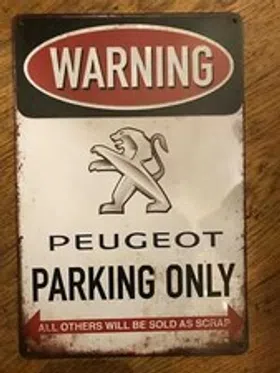 WARNING
PEUGEOT
PARKING ONLY
ALL OTHERS WILL BE SOLD AS SCRAP